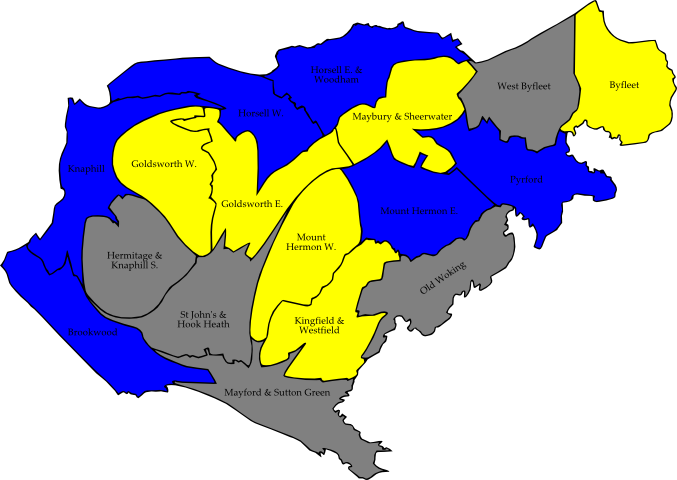 Horsell E. &
Woodham
West Byfleet
Byfleet
Horsell W.
Maybury & Sheerwater
Knaphill
Goldsworth W.
Pyrford
Goldsworth E.
Mount Hermon E.
Mount
Hermon W.
Hermitage &
Knaphill S.
Old Woking
St John's &
Hook Heath
Kingfield &
Westfield
Brookwood
Mayford & Sutton Green